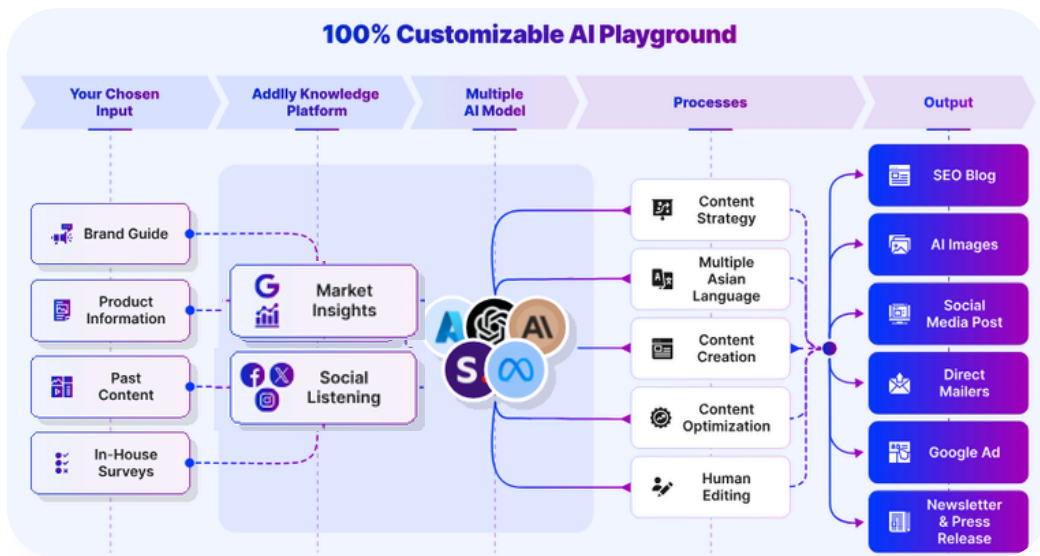 100% Customizable AI Playground
Your Chosen
Input
Addlly Knowledge
Platform
Multiple
AI Model
Processes
Output
Brand Guide
Product
Information
Past
Content
In-House
Surveys
Market
Insights
Social
Listening
Content
Strategy
Multiple
Asian
Language
Content
Creation
Content
Optimization
Human
Editing
SEO Blog
AI Images
Social
Media Post
Direct
Mailers
Google Ad
Newsletter
& Press
Release